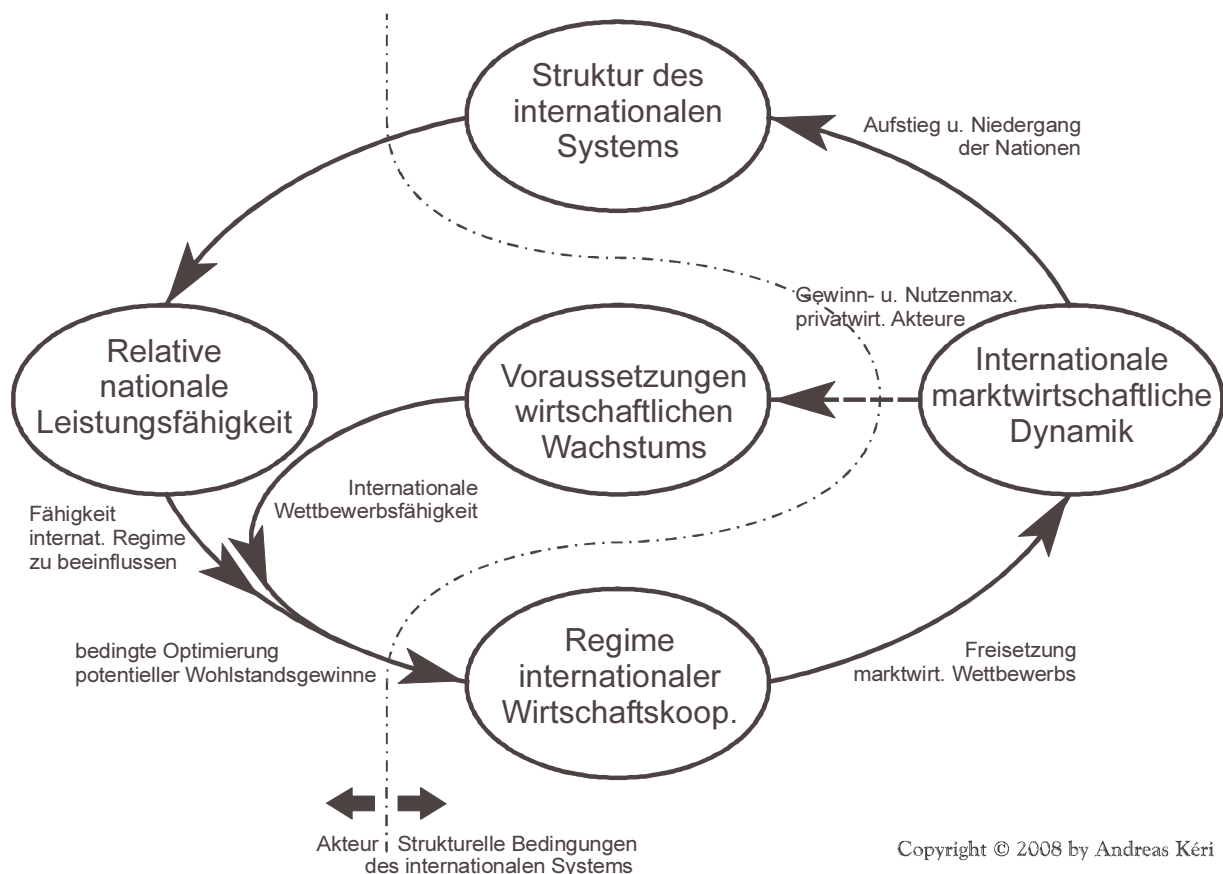 Struktur des
internationalen
Systems
Aufstieg u. Niedergang
der Nationen
Gewinn- u. Nutzenmax.
privatwirt. Akteure
Relative
nationale
Leistungsfähigkeit
Voraussetzungen
wirtschaftlichen
Wachstums
Internationale
marktwirtschaftliche
Dynamik
Internationale
Wettbewerbsfähigkeit
Fähigkeit
internat. Regime
zu beeinflussen
bedingte Optimierung
potentieller Wohlstandsgewinne
Regime
internationaler
Wirtschaftskoop.
Freisetzung
marktwirt. Wettbewerbs
Akteur
Strukturelle Bedingungen
des internationalen Systems
Copyright © 2008 by Andreas Kéri